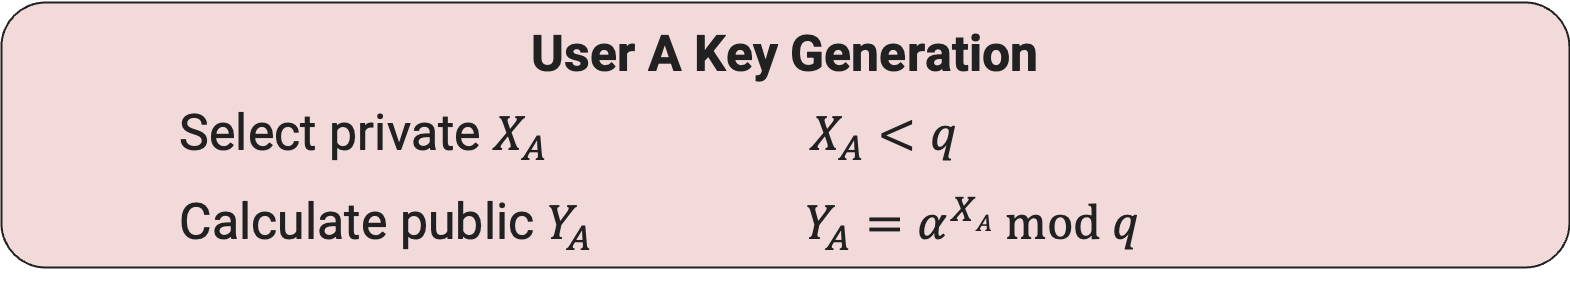 User A Key Generation
Select private X_A X_A < q
Calculate public Y_A Y_A = α^{X_A} mod q